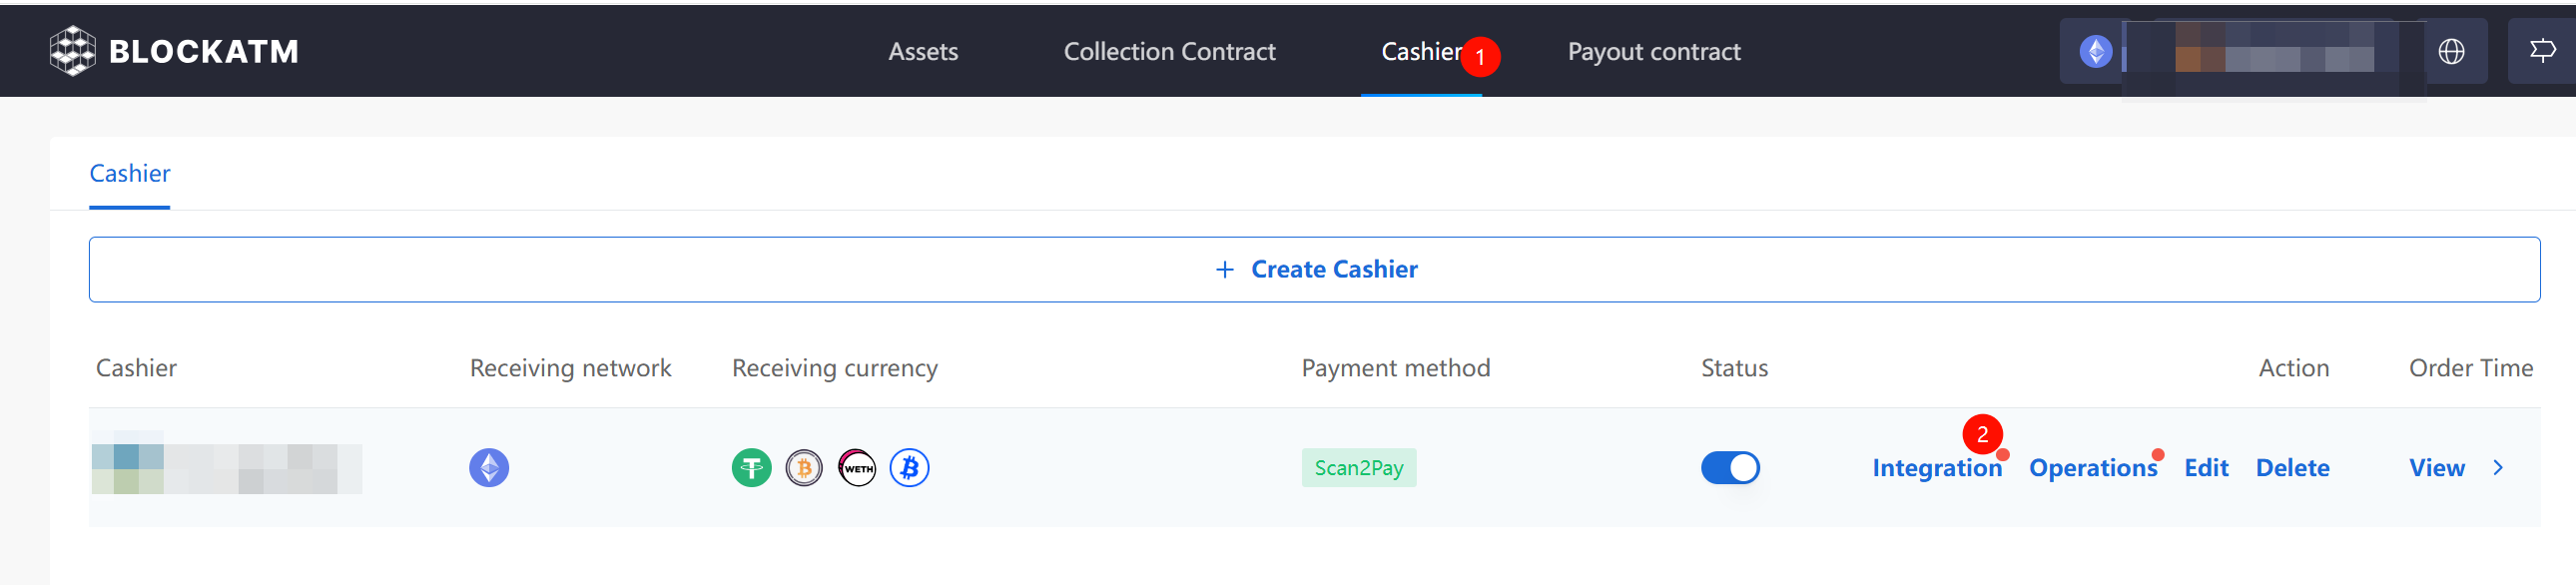 BLOCKATM Assets Collection Contract Cashier 1 Payout contract
Cashier
+ Create Cashier
Cashier Receiving network Receiving currency Payment method Status Action Order Time
2
WETH Scan2Pay Integration Operations Edit Delete View >